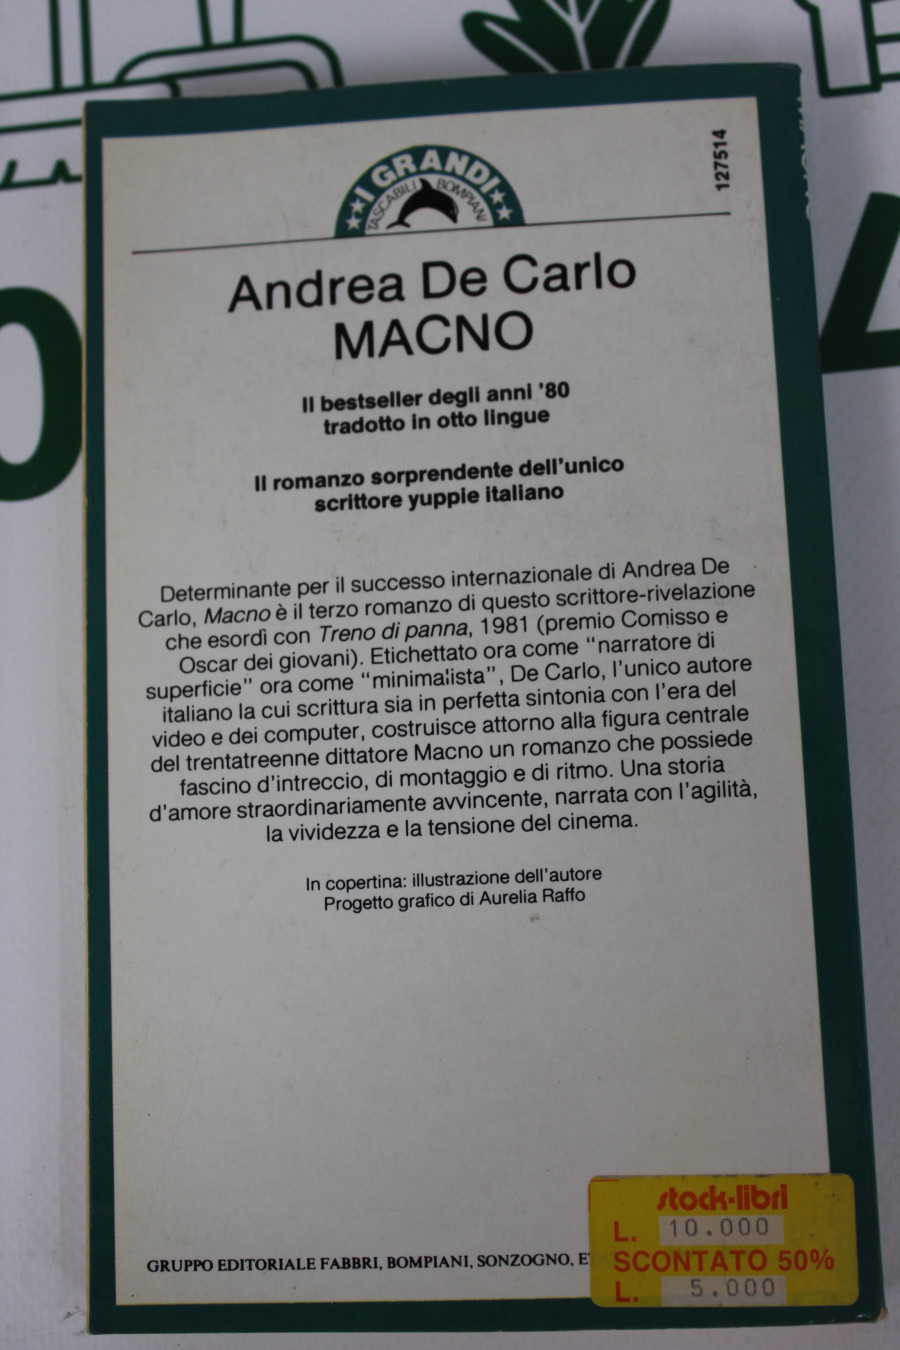 I GRANDI
TASCABILI BOMPIANI
127514
Andrea De Carlo
MACNO
Il bestseller degli anni '80
tradotto in otto lingue
Il romanzo sorprendente dell'unico
scrittore yuppie italiano
Determinante per il successo internazionale di Andrea De
Carlo, Macno è il terzo romanzo di questo scrittore-rivelazione
che esordì con Treno di panna, 1981 (premio Comisso e
Oscar dei giovani). Etichettato ora come "narratore di
superficie" ora come "minimalista", De Carlo, l'unico autore
italiano la cui scrittura sia in perfetta sintonia con l'era del
video e dei computer, costruisce attorno alla figura centrale
del trentatreenne dittatore Macno un romanzo che possiede
fascino d'intreccio, di montaggio e di ritmo. Una storia
d'amore straordinariamente avvincente, narrata con l'agilità,
la vividezza e la tensione del cinema.
In copertina: illustrazione dell'autore
Progetto grafico di Aurelia Raffo
GRUPPO EDITORIALE FABBRI, BOMPIANI, SONZOGNO,
stock-libri
L. 10.000
SCONTATO 50%
L. 5.000